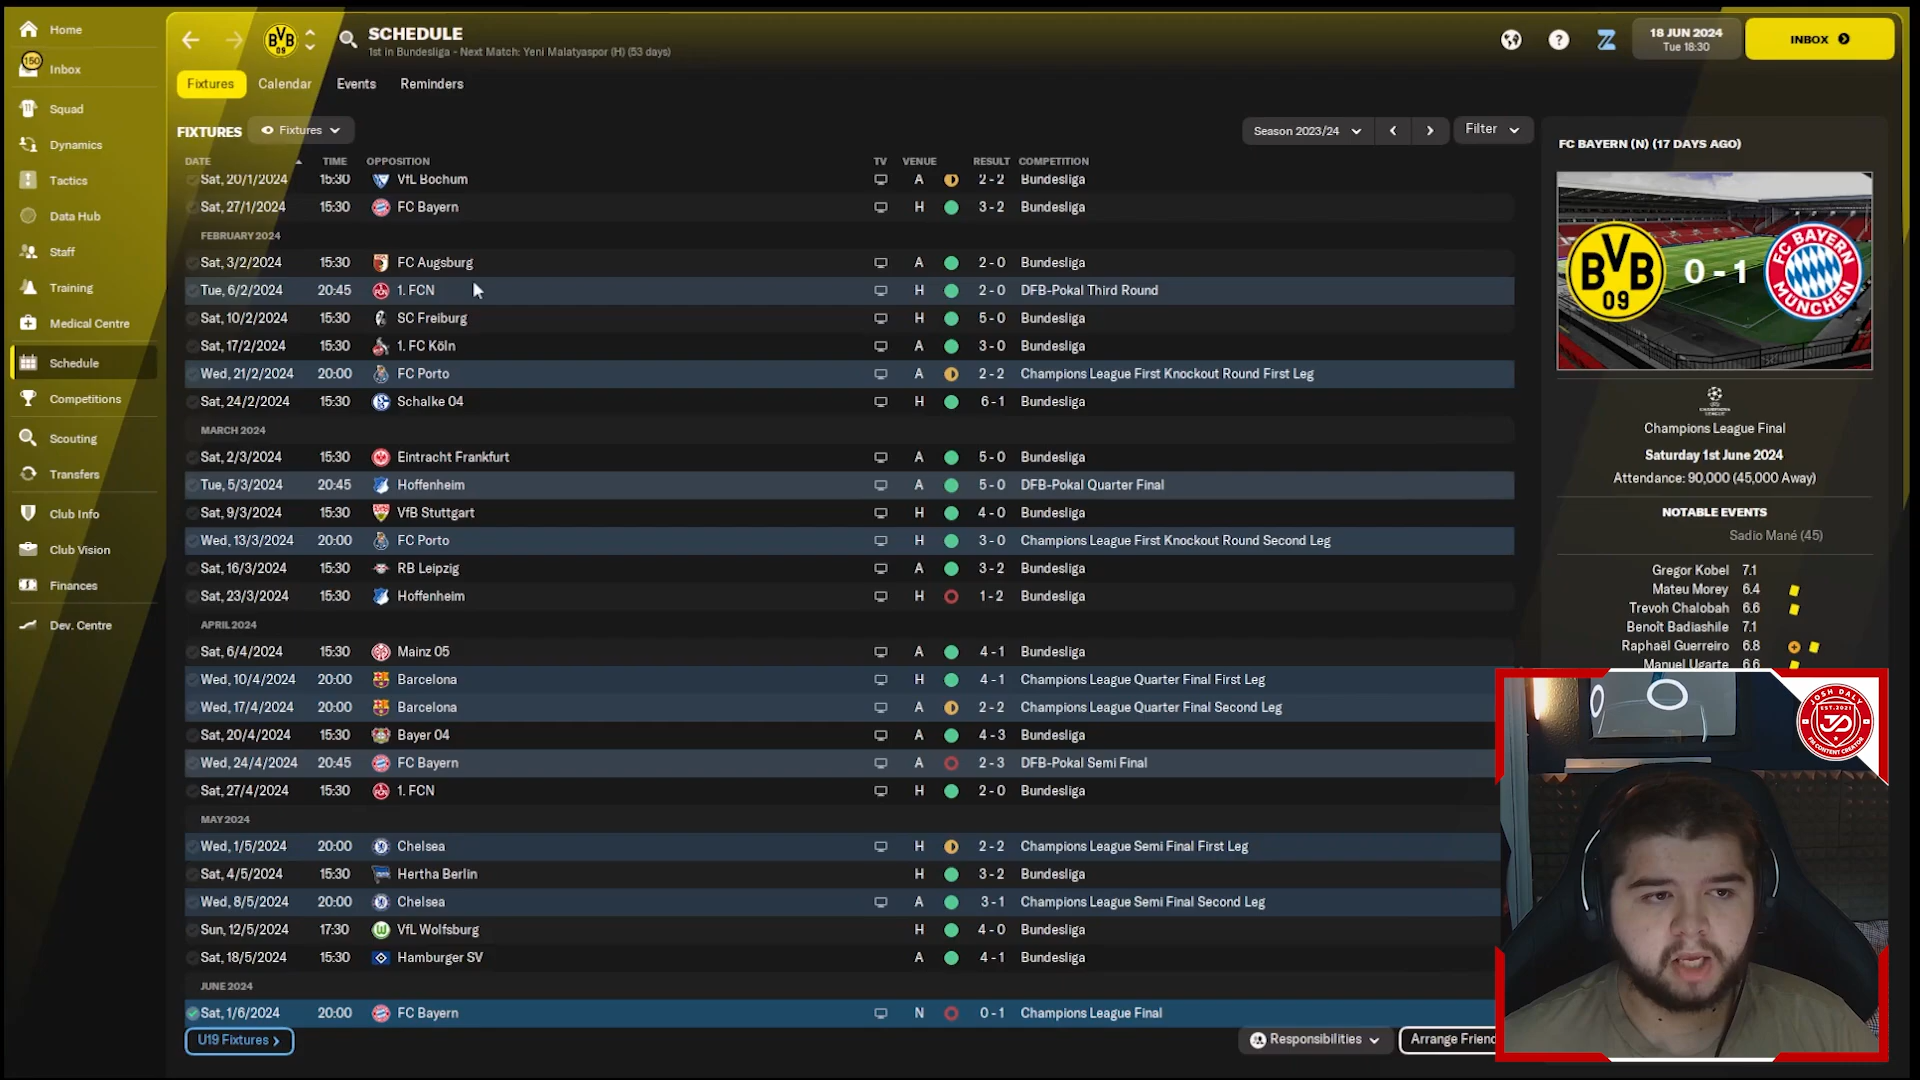 Home
150
Inbox
Squad
Dynamics
Tactics
Data Hub
Staff
Training
Medical Centre
Schedule
Competitions
Scouting
Transfers
Club Info
Club Vision
Finances
Dev. Centre
BVB 09
SCHEDULE
1st in Bundesliga - Next Match: Yeni Malatyaspor (H) (53 days)
18 JUN 2024
Tue 18:30
INBOX
Fixtures Calendar Events Reminders
FIXTURES Fixtures
Season 2023/24 Filter
DATE TIME OPPOSITION TV VENUE RESULT COMPETITION
Sat, 20/1/2024 15:30 VfL Bochum A 2 - 2 Bundesliga
Sat, 27/1/2024 15:30 FC Bayern H 3 - 2 Bundesliga
FEBRUARY 2024
Sat, 3/2/2024 15:30 FC Augsburg A 2 - 0 Bundesliga
Tue, 6/2/2024 20:45 1. FCN H 2 - 0 DFB-Pokal Third Round
Sat, 10/2/2024 15:30 SC Freiburg H 5 - 0 Bundesliga
Sat, 17/2/2024 15:30 1. FC Köln A 3 - 0 Bundesliga
Wed, 21/2/2024 20:00 FC Porto A 2 - 2 Champions League First Knockout Round First Leg
Sat, 24/2/2024 15:30 Schalke 04 H 6 - 1 Bundesliga
MARCH 2024
Sat, 2/3/2024 15:30 Eintracht Frankfurt A 5 - 0 Bundesliga
Tue, 5/3/2024 20:45 Hoffenheim A 5 - 0 DFB-Pokal Quarter Final
Sat, 9/3/2024 15:30 VfB Stuttgart H 4 - 0 Bundesliga
Wed, 13/3/2024 20:00 FC Porto H 3 - 0 Champions League First Knockout Round Second Leg
Sat, 16/3/2024 15:30 RB Leipzig A 3 - 2 Bundesliga
Sat, 23/3/2024 15:30 Hoffenheim H 1 - 2 Bundesliga
APRIL 2024
Sat, 6/4/2024 15:30 Mainz 05 A 4 - 1 Bundesliga
Wed, 10/4/2024 20:00 Barcelona H 4 - 1 Champions League Quarter Final First Leg
Wed, 17/4/2024 20:00 Barcelona A 2 - 2 Champions League Quarter Final Second Leg
Sat, 20/4/2024 15:30 Bayer 04 A 4 - 3 Bundesliga
Wed, 24/4/2024 20:45 FC Bayern A 2 - 3 DFB-Pokal Semi Final
Sat, 27/4/2024 15:30 1. FCN H 2 - 0 Bundesliga
MAY 2024
Wed, 1/5/2024 20:00 Chelsea H 2 - 2 Champions League Semi Final First Leg
Sat, 4/5/2024 15:30 Hertha Berlin H 3 - 2 Bundesliga
Wed, 8/5/2024 20:00 Chelsea A 3 - 1 Champions League Semi Final Second Leg
Sun, 12/5/2024 17:30 VfL Wolfsburg H 4 - 0 Bundesliga
Sat, 18/5/2024 15:30 Hamburger SV A 4 - 1 Bundesliga
JUNE 2024
Sat, 1/6/2024 20:00 FC Bayern N 0 - 1 Champions League Final
U19 Fixtures
Responsibilities
Arrange Friend
FC BAYERN (N) (17 DAYS AGO)
BVB 09
0 - 1
FC BAYERN MÜNCHEN
Champions League Final
Saturday 1st June 2024
Attendance: 90,000 (45,000 Away)
NOTABLE EVENTS
Sadio Mané (45)
Gregor Kobel 7.1
Mateu Morey 6.4
Trevoh Chalobah 6.6
Benoît Badiashile 7.1
Raphaël Guerreiro 6.8
Manuel Ugarte 6.6
JOSH DALY
EST. 2021
JD
FM CONTENT CREATOR